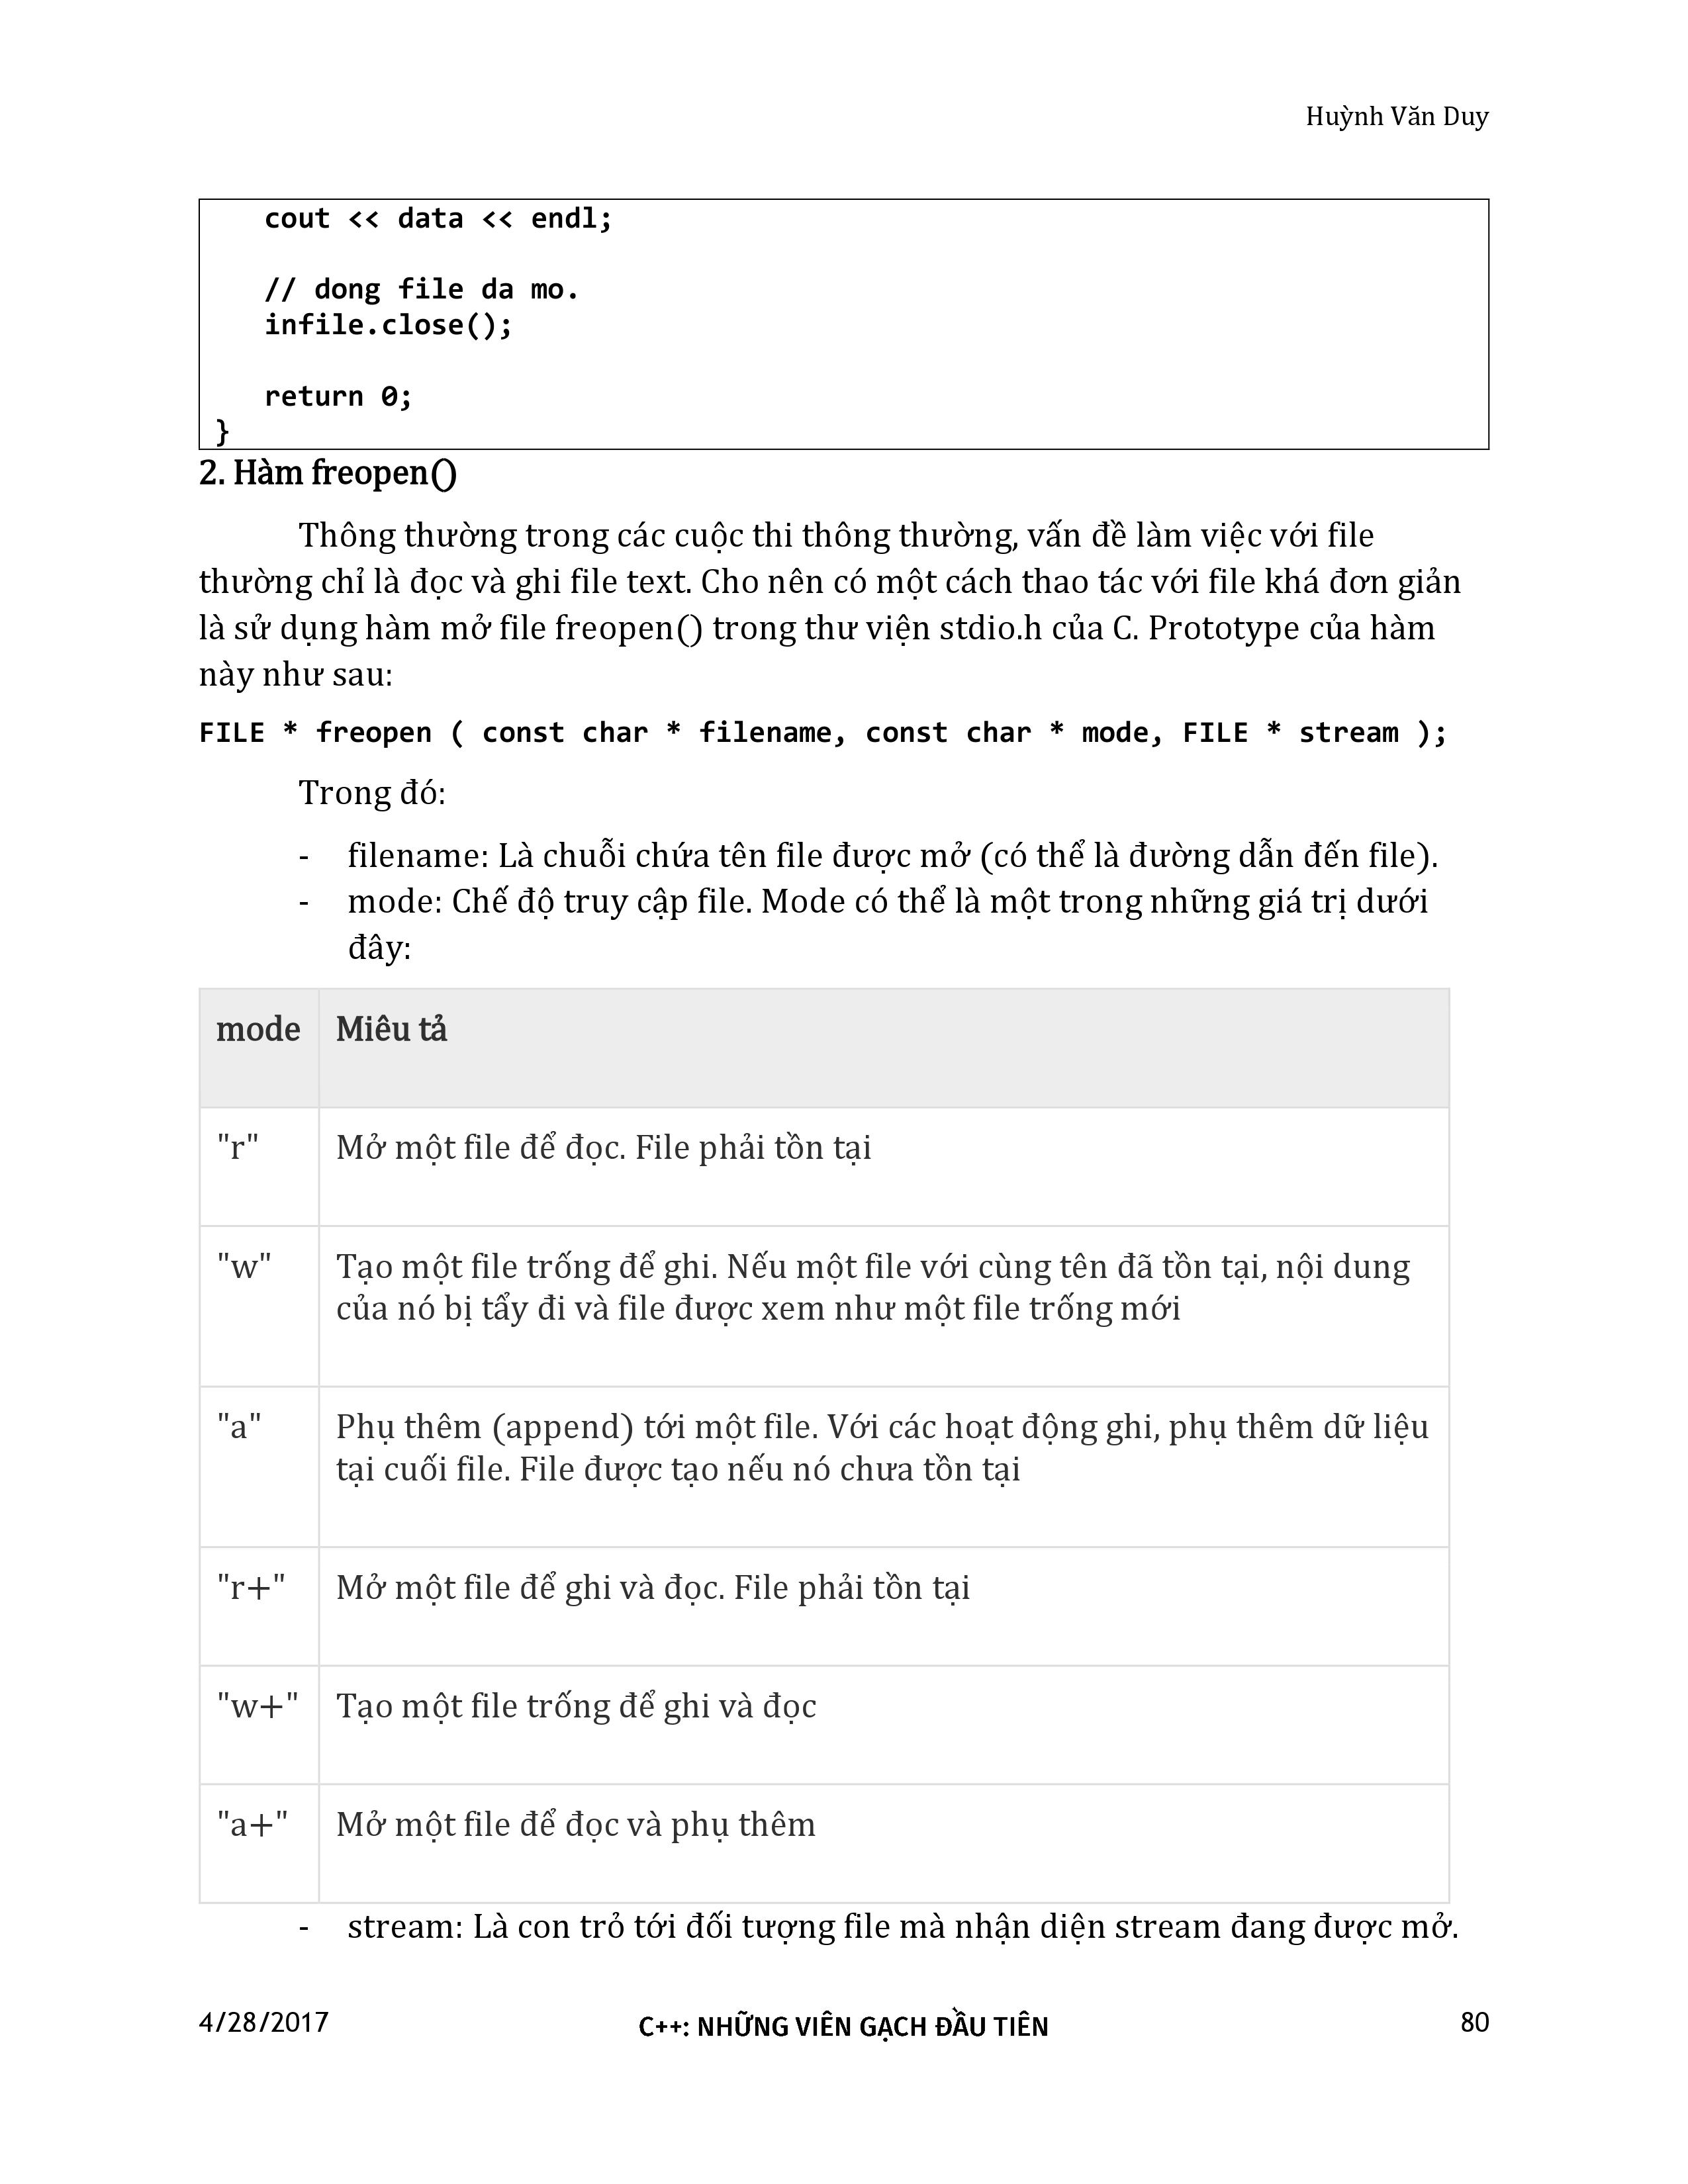 Huỳnh Văn Duy
cout << data << endl;
// dong file da mo.
infile.close();
return 0;
}
2. Hàm freopen()
Thông thường trong các cuộc thi thông thường, vấn đề làm việc với file
thường chỉ là đọc và ghi file text. Cho nên có một cách thao tác với file khá đơn giản
là sử dụng hàm mở file freopen() trong thư viện stdio.h của C. Prototype của hàm
này như sau:
FILE * freopen ( const char * filename, const char * mode, FILE * stream );
Trong đó:
- filename: Là chuỗi chứa tên file được mở (có thể là đường dẫn đến file).
- mode: Chế độ truy cập file. Mode có thể là một trong những giá trị dưới
đây:
mode Miêu tả
"r" Mở một file để đọc. File phải tồn tại
"w" Tạo một file trống để ghi. Nếu một file với cùng tên đã tồn tại, nội dung
của nó bị tẩy đi và file được xem như một file trống mới
"a" Phụ thêm (append) tới một file. Với các hoạt động ghi, phụ thêm dữ liệu
tại cuối file. File được tạo nếu nó chưa tồn tại
"r+" Mở một file để ghi và đọc. File phải tồn tại
"w+" Tạo một file trống để ghi và đọc
"a+" Mở một file để đọc và phụ thêm
- stream: Là con trỏ tới đối tượng file mà nhận diện stream đang được mở.
4/28/2017 C++: NHỮNG VIÊN GẠCH ĐẦU TIÊN 80